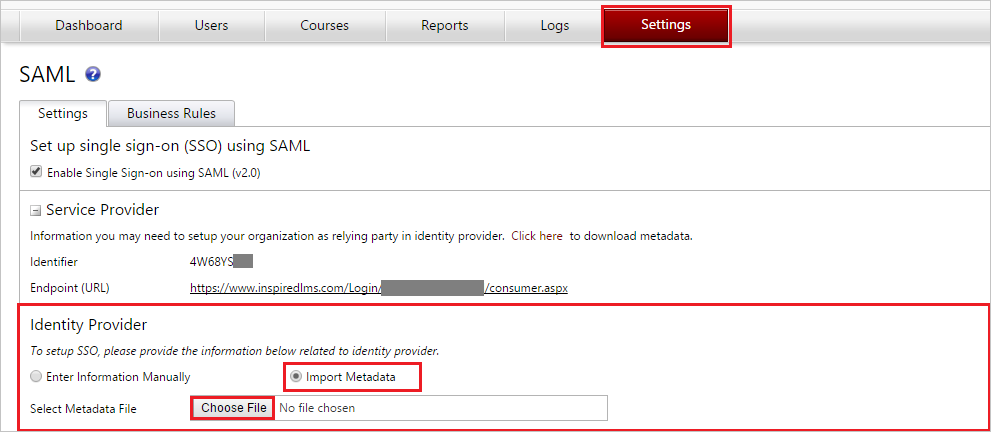 Dashboard Users Courses Reports Logs Settings
SAML ?
Settings Business Rules
Set up single sign-on (SSO) using SAML
Enable Single Sign-on using SAML (v2.0)
Service Provider
Information you may need to setup your organization as relying party in identity provider. Click here to download metadata.
Identifier 4W68YS
Endpoint (URL) https://www.inspiredlms.com/Login/ /consumer.aspx
Identity Provider
To setup SSO, please provide the information below related to identity provider.
Enter Information Manually Import Metadata
Select Metadata File Choose File No file chosen